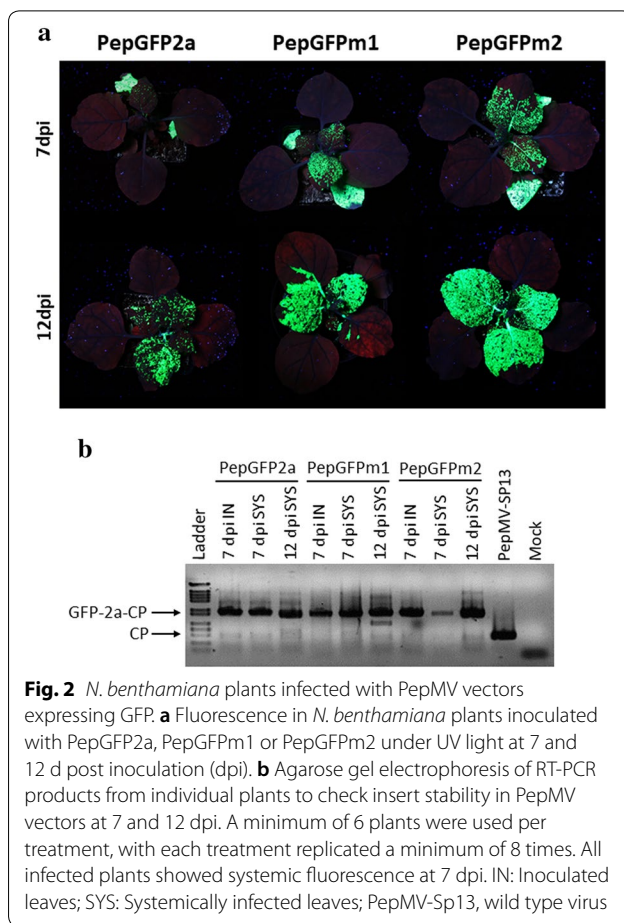 a
PepGFP2a PepGFPm1 PepGFPm2
7dpi
12dpi
b
PepGFP2a PepGFPm1 PepGFPm2
Ladder
7 dpi IN
7 dpi SYS
12 dpi SYS
7 dpi IN
7 dpi SYS
12 dpi SYS
7 dpi IN
7 dpi SYS
12 dpi SYS
PepMV-SP13
Mock
GFP-2a-CP
CP
Fig. 2 N. benthamiana plants infected with PepMV vectors
expressing GFP. a Fluorescence in N. benthamiana plants inoculated
with PepGFP2a, PepGFPm1 or PepGFPm2 under UV light at 7 and
12 d post inoculation (dpi). b Agarose gel electrophoresis of RT-PCR
products from individual plants to check insert stability in PepMV
vectors at 7 and 12 dpi. A minimum of 6 plants were used per
treatment, with each treatment replicated a minimum of 8 times. All
infected plants showed systemic fluorescence at 7 dpi. IN: Inoculated
leaves; SYS: Systemically infected leaves; PepMV-Sp13, wild type virus